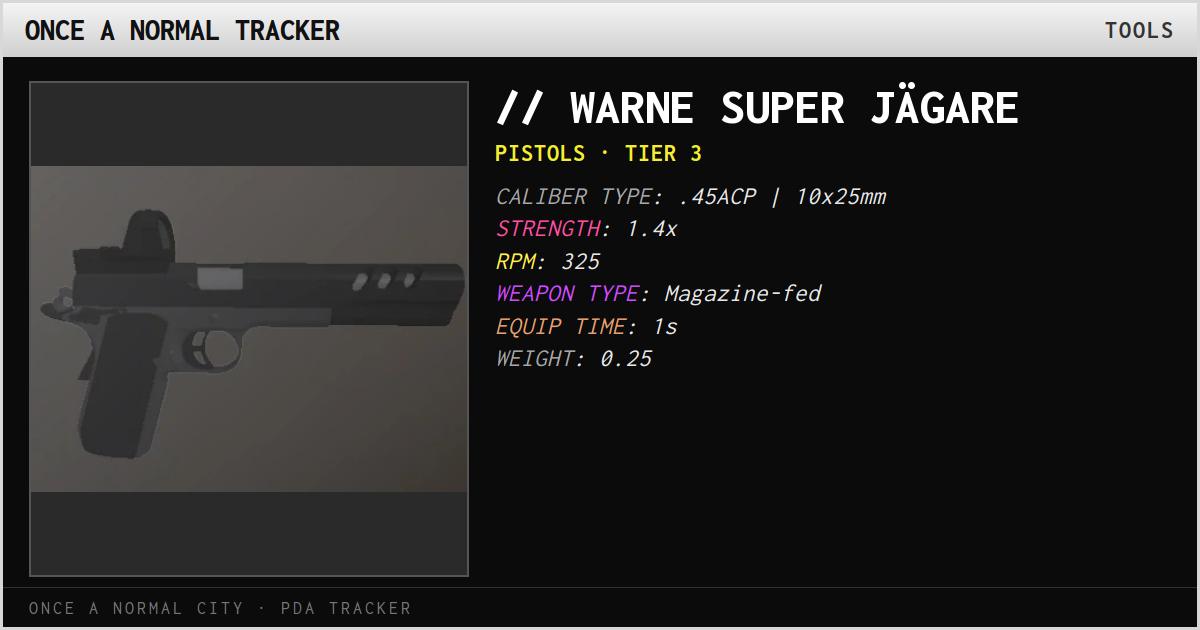 ONCE A NORMAL TRACKER
TOOLS
// WARNE SUPER JÄGARE
PISTOLS · TIER 3
CALIBER TYPE: .45ACP | 10x25mm
STRENGTH: 1.4x
RPM: 325
WEAPON TYPE: Magazine-fed
EQUIP TIME: 1s
WEIGHT: 0.25
ONCE A NORMAL CITY · PDA TRACKER